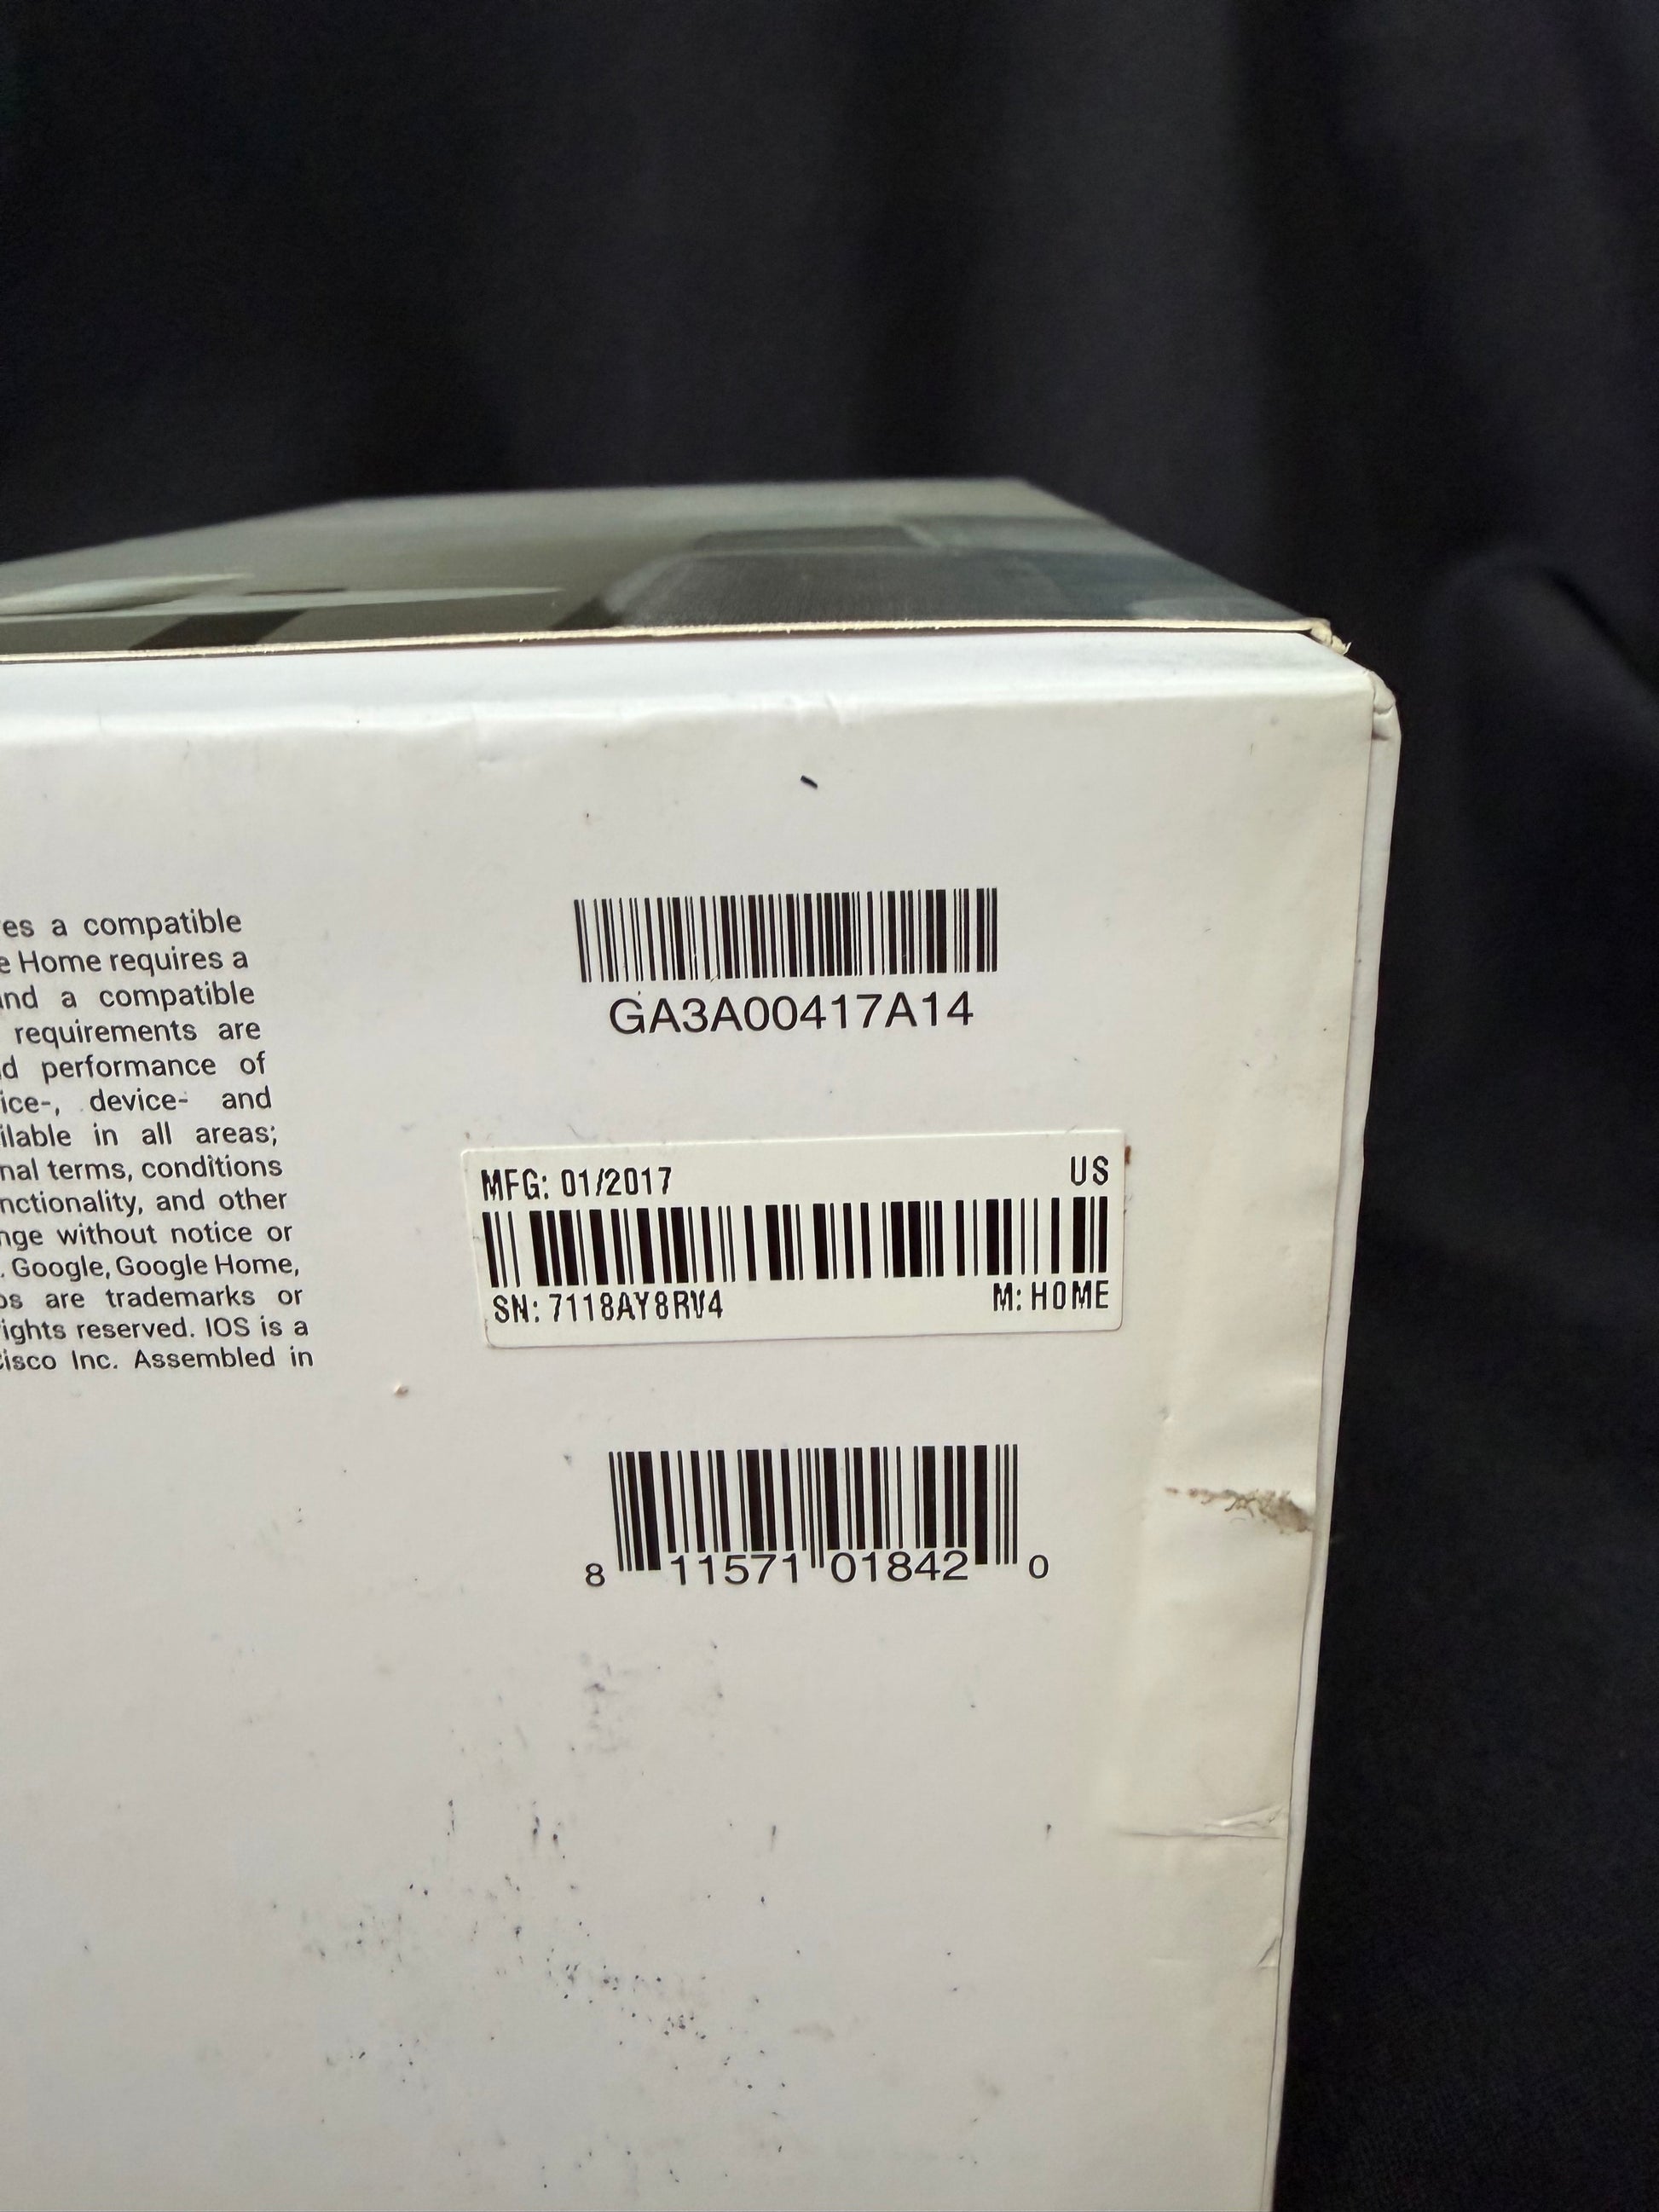 es a compatible
e Home requires a
nd a compatible
requirements are
d performance of
ice-, device- and
ilable in all areas;
nal terms, conditions
nctionality, and other
nge without notice or
. Google, Google Home,
os are trademarks or
ights reserved. IOS is a
Cisco Inc. Assembled in
GA3A00417A14
MFG: 01/2017 US
SN: 7118AY8RV4 M: HOME
8 11571 01842 0